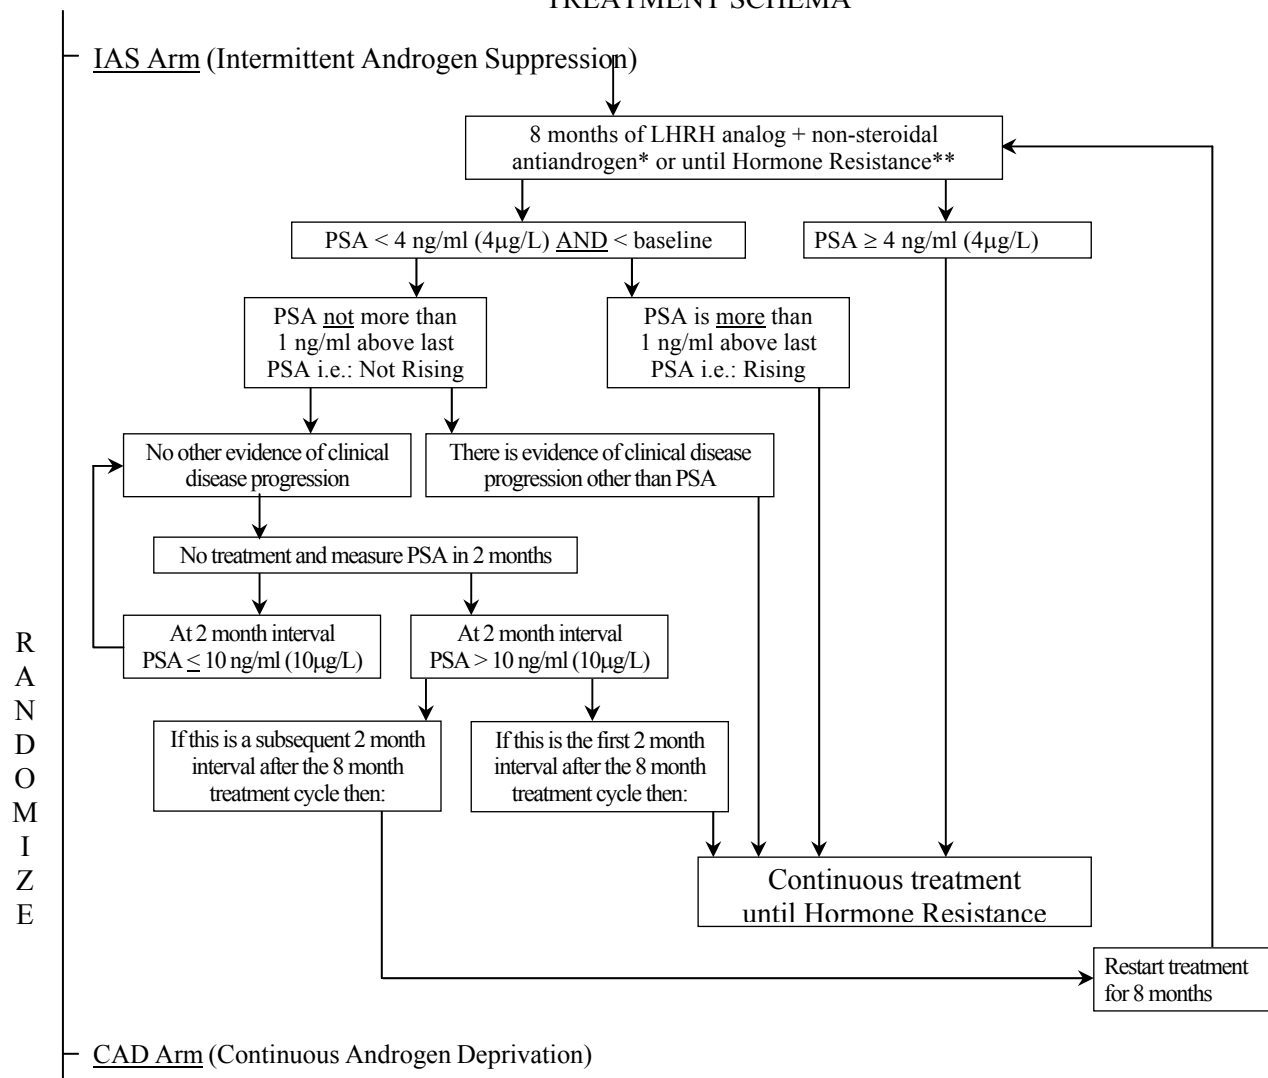 TREATMENT SCHEMA
IAS Arm (Intermittent Androgen Suppression)
8 months of LHRH analog + non-steroidal
antiandrogen* or until Hormone Resistance**
PSA < 4 ng/ml (4μg/L) AND < baseline
PSA ≥ 4 ng/ml (4μg/L)
PSA not more than
1 ng/ml above last
PSA i.e.: Not Rising
PSA is more than
1 ng/ml above last
PSA i.e.: Rising
No other evidence of clinical
disease progression
There is evidence of clinical disease
progression other than PSA
No treatment and measure PSA in 2 months
At 2 month interval
PSA ≤ 10 ng/ml (10μg/L)
At 2 month interval
PSA > 10 ng/ml (10μg/L)
If this is a subsequent 2 month
interval after the 8 month
treatment cycle then:
If this is the first 2 month
interval after the 8 month
treatment cycle then:
Continuous treatment
until Hormone Resistance
Restart treatment
for 8 months
R
A
N
D
O
M
I
Z
E
CAD Arm (Continuous Androgen Deprivation)